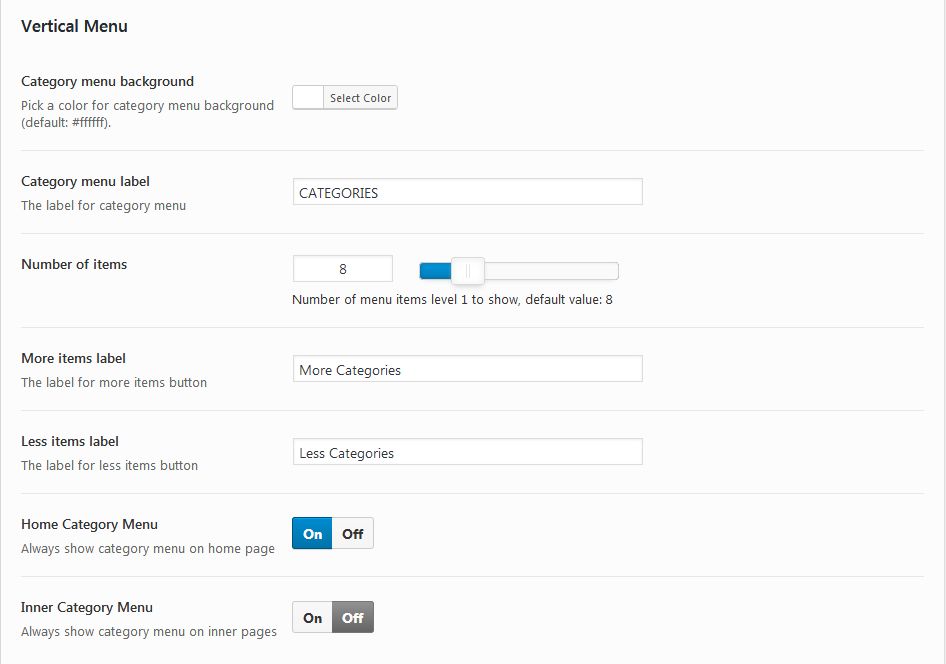 Vertical Menu
Category menu background
Pick a color for category menu background
(default: #ffffff).
Select Color
Category menu label
The label for category menu
CATEGORIES
Number of items
8
Number of menu items level 1 to show, default value: 8
More items label
The label for more items button
More Categories
Less items label
The label for less items button
Less Categories
Home Category Menu
Always show category menu on home page
On Off
Inner Category Menu
Always show category menu on inner pages
On Off